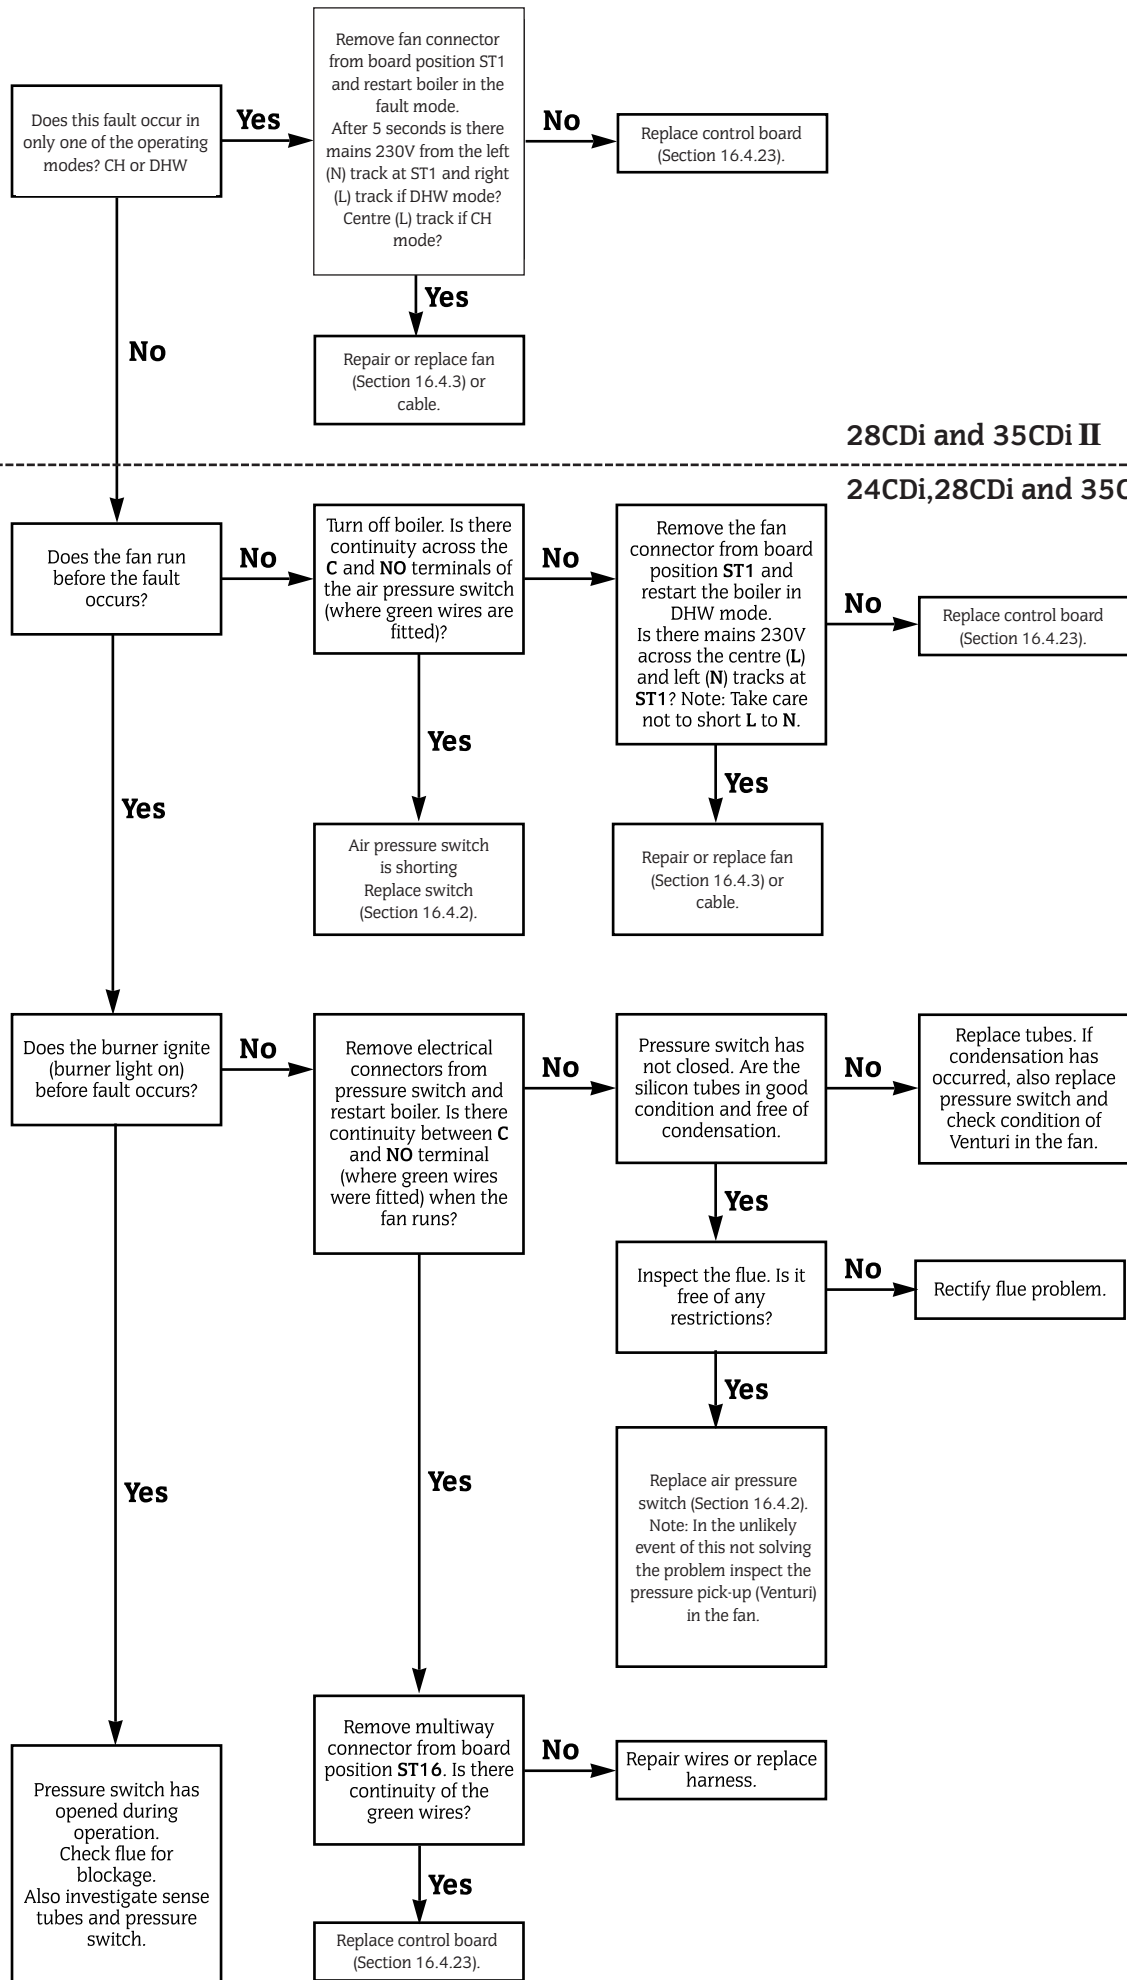 Does this fault occur in
only one of the operating
modes? CH or DHW
Yes
Remove fan connector
from board position ST1
and restart boiler in the
fault mode.
After 5 seconds is there
mains 230V from the left
(N) track at ST1 and right
(L) track if DHW mode?
Centre (L) track if CH
mode?
No
Replace control board
(Section 16.4.23).
Yes
Repair or replace fan
(Section 16.4.3) or
cable.
No
28CDi and 35CDi II
24CDi,28CDi and 35C
Does the fan run
before the fault
occurs?
No
Turn off boiler. Is there
continuity across the
C and NO terminals of
the air pressure switch
(where green wires are
fitted)?
No
Remove the fan
connector from board
position ST1 and
restart the boiler in
DHW mode.
Is there mains 230V
across the centre (L)
and left (N) tracks at
ST1? Note: Take care
not to short L to N.
No
Replace control board
(Section 16.4.23).
Yes
Air pressure switch
is shorting
Replace switch
(Section 16.4.2).
Yes
Repair or replace fan
(Section 16.4.3) or
cable.
Yes
Does the burner ignite
(burner light on)
before fault occurs?
No
Remove electrical
connectors from
pressure switch and
restart boiler. Is there
continuity between C
and NO terminal
(where green wires
were fitted) when the
fan runs?
No
Pressure switch has
not closed. Are the
silicon tubes in good
condition and free of
condensation.
No
Replace tubes. If
condensation has
occurred, also replace
pressure switch and
check condition of
Venturi in the fan.
Yes
Inspect the flue. Is it
free of any
restrictions?
No
Rectify flue problem.
Yes
Replace air pressure
switch (Section 16.4.2).
Note: In the unlikely
event of this not solving
the problem inspect the
pressure pick-up (Venturi)
in the fan.
Yes
Remove multiway
connector from board
position ST16. Is there
continuity of the
green wires?
No
Repair wires or replace
harness.
Yes
Replace control board
(Section 16.4.23).
Yes
Pressure switch has
opened during
operation.
Check flue for
blockage.
Also investigate sense
tubes and pressure
switch.